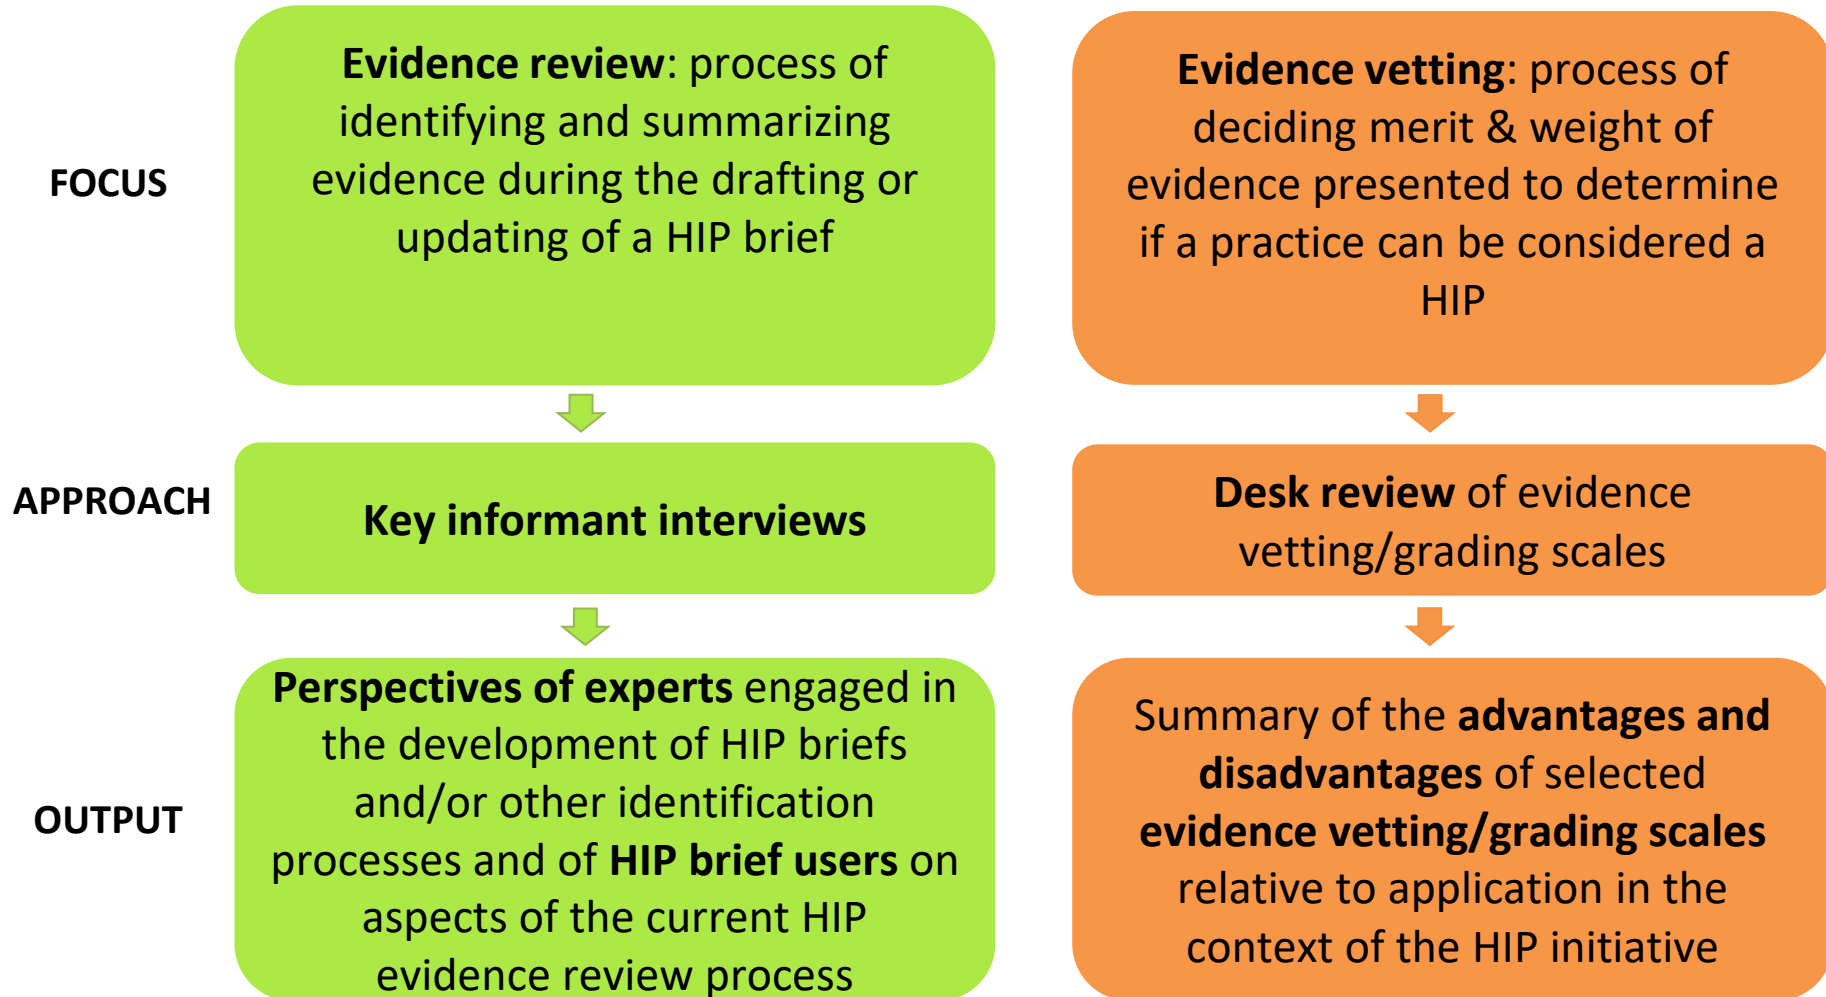 FOCUS
Evidence review: process of
identifying and summarizing
evidence during the drafting or
updating of a HIP brief
Evidence vetting: process of
deciding merit & weight of
evidence presented to determine
if a practice can be considered a
HIP
APPROACH
Key informant interviews
Desk review of evidence
vetting/grading scales
OUTPUT
Perspectives of experts engaged in
the development of HIP briefs
and/or other identification
processes and of HIP brief users on
aspects of the current HIP
evidence review process
Summary of the advantages and
disadvantages of selected
evidence vetting/grading scales
relative to application in the
context of the HIP initiative